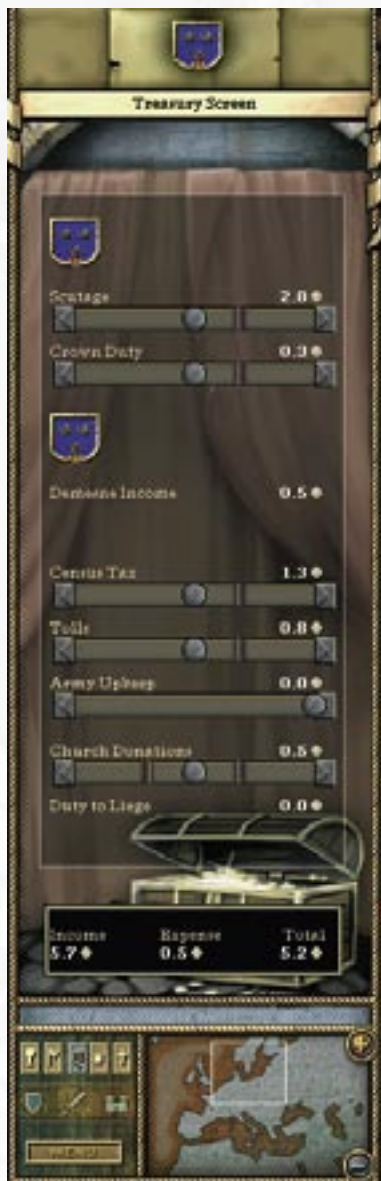 Treasury Screen
Scutage 2.8
Crown Duty 0.3
Demesne Income 0.5
Census Tax 1.3
Tolls 0.8
Army Upkeep 0.0
Church Donations 0.5
Duty to Liege 0.0
Income Expense Total
5.7 0.5 5.2